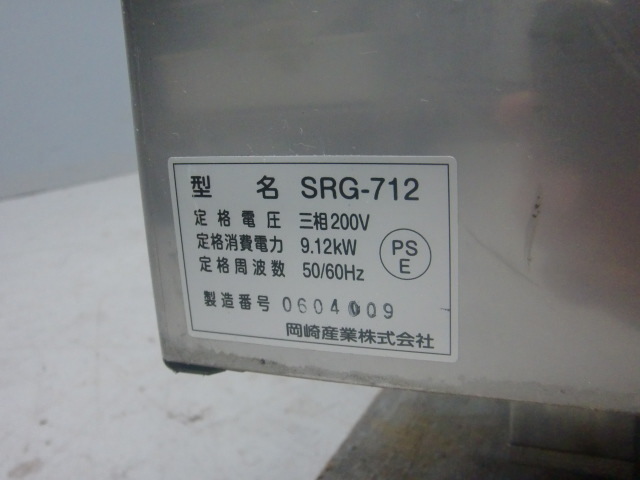 型 名 SRG-712
定格電圧 三相200V
定格消費電力 9.12kW
定格周波数 50/60Hz
PS
E
製造番号 0604009
岡崎産業株式会社